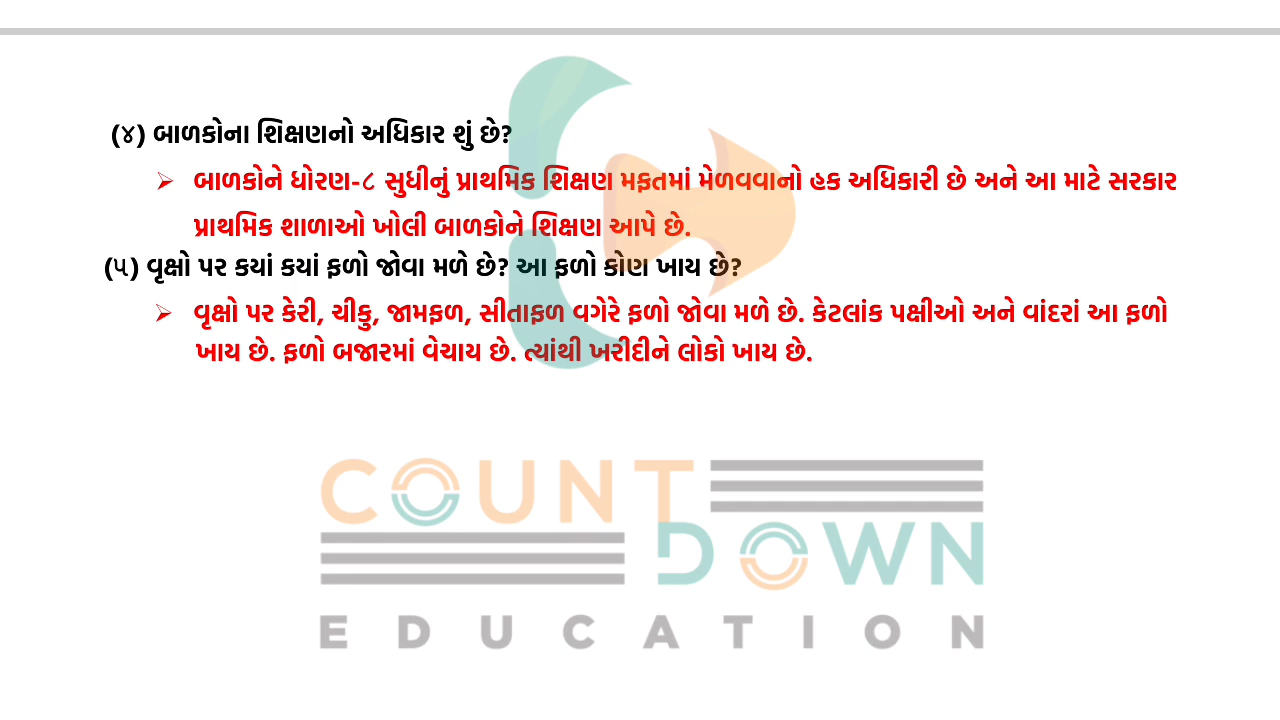 (૪) બાળકોના શિક્ષણનો અધિકાર શું છે?
➢ બાળકોને ધોરણ-૮ સુધીનું પ્રાથમિક શિક્ષણ મફતમાં મેળવવાનો હક અધિકારી છે અને આ માટે સરકાર
પ્રાથમિક શાળાઓ ખોલી બાળકોને શિક્ષણ આપે છે.
(૫) વૃક્ષો પર કયાં કયાં ફળો જોવા મળે છે? આ ફળો કોણ ખાય છે?
➢ વૃક્ષો પર કેરી, ચીકુ, જામફળ, સીતાફળ વગેરે ફળો જોવા મળે છે. કેટલાંક પક્ષીઓ અને વાંદરાં આ ફળો
ખાય છે. ફળો બજારમાં વેચાય છે. ત્યાંથી ખરીદીને લોકો ખાય છે.
COUNT
DOWN
EDUCATION